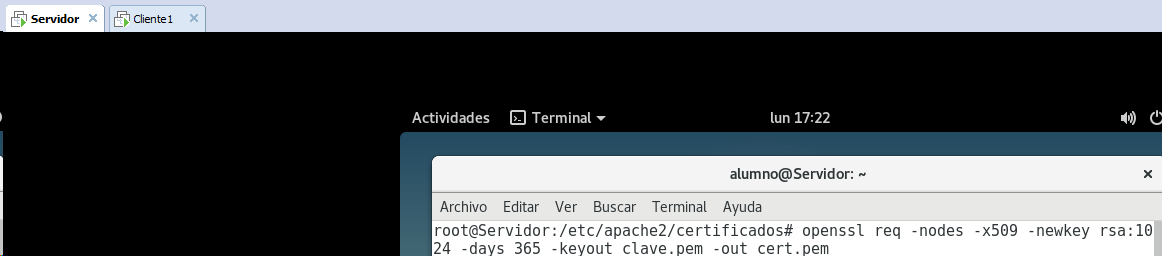 Servidor Cliente1
Actividades Terminal lun 17:22
alumno@Servidor: ~
Archivo Editar Ver Buscar Terminal Ayuda
root@Servidor:/etc/apache2/certificados# openssl req -nodes -x509 -newkey rsa:10
24 -days 365 -keyout clave.pem -out cert.pem